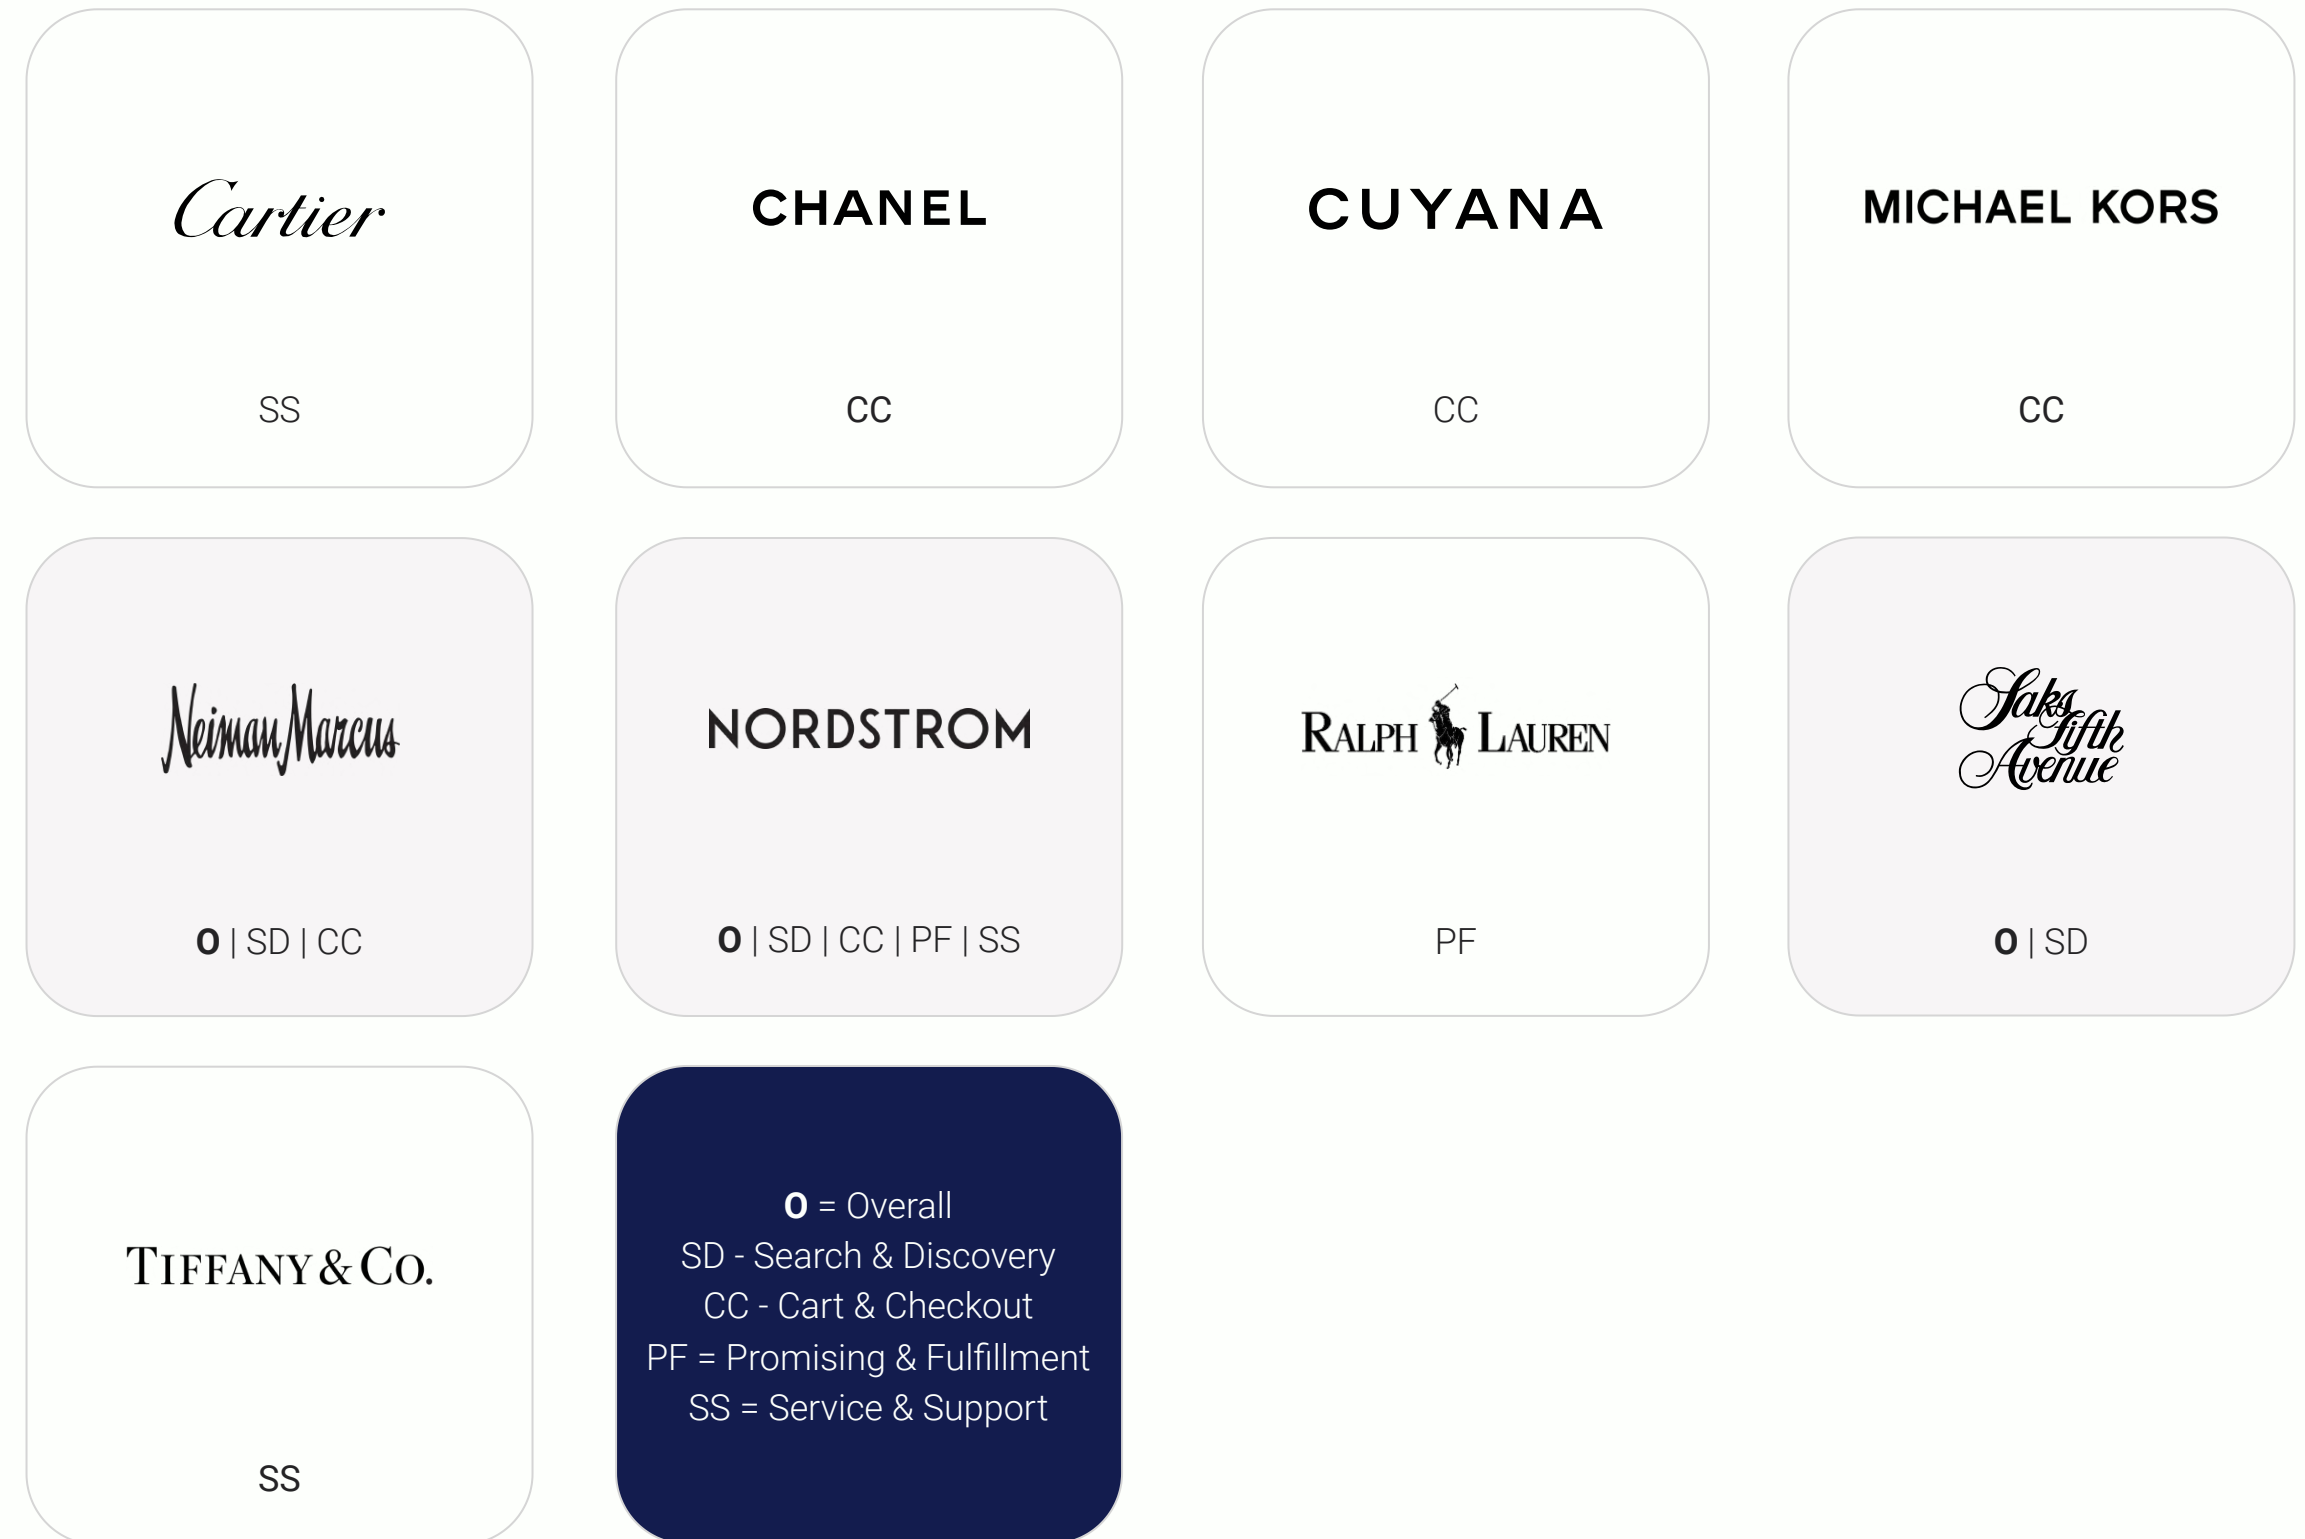 Cartier
SS
CHANEL
CC
CUYANA
CC
MICHAEL KORS
CC
Neiman Marcus
O | SD | CC
NORDSTROM
O | SD | CC | PF | SS
RALPH LAUREN
PF
Saks
Fifth
Avenue
O | SD
TIFFANY & CO.
SS
O = Overall
SD - Search & Discovery
CC - Cart & Checkout
PF = Promising & Fulfillment
SS = Service & Support